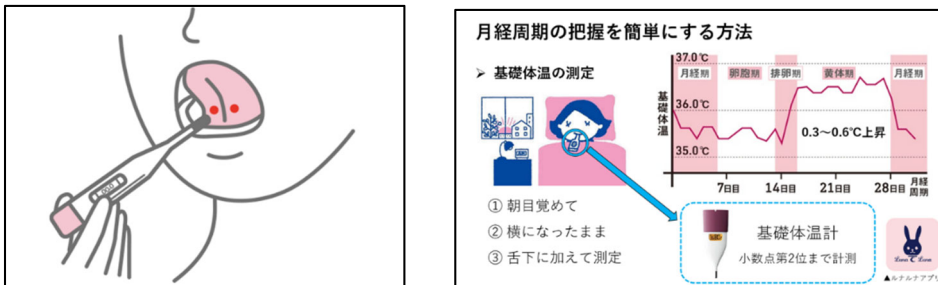 月経周期の把握を簡単にする方法
➢ 基礎体温の測定
① 朝目覚めて
② 横になったまま
③ 舌下に加えて測定
37.0℃
月経期 卵胞期 排卵期 黄体期 月経期
基礎体温
36.0℃
0.3～0.6℃上昇
35.0℃
7日目 14日目 21日目 28日目 月経周期
基礎体温計
小数点第2位まで計測
Luna Luna
▲ルナルナアプリ